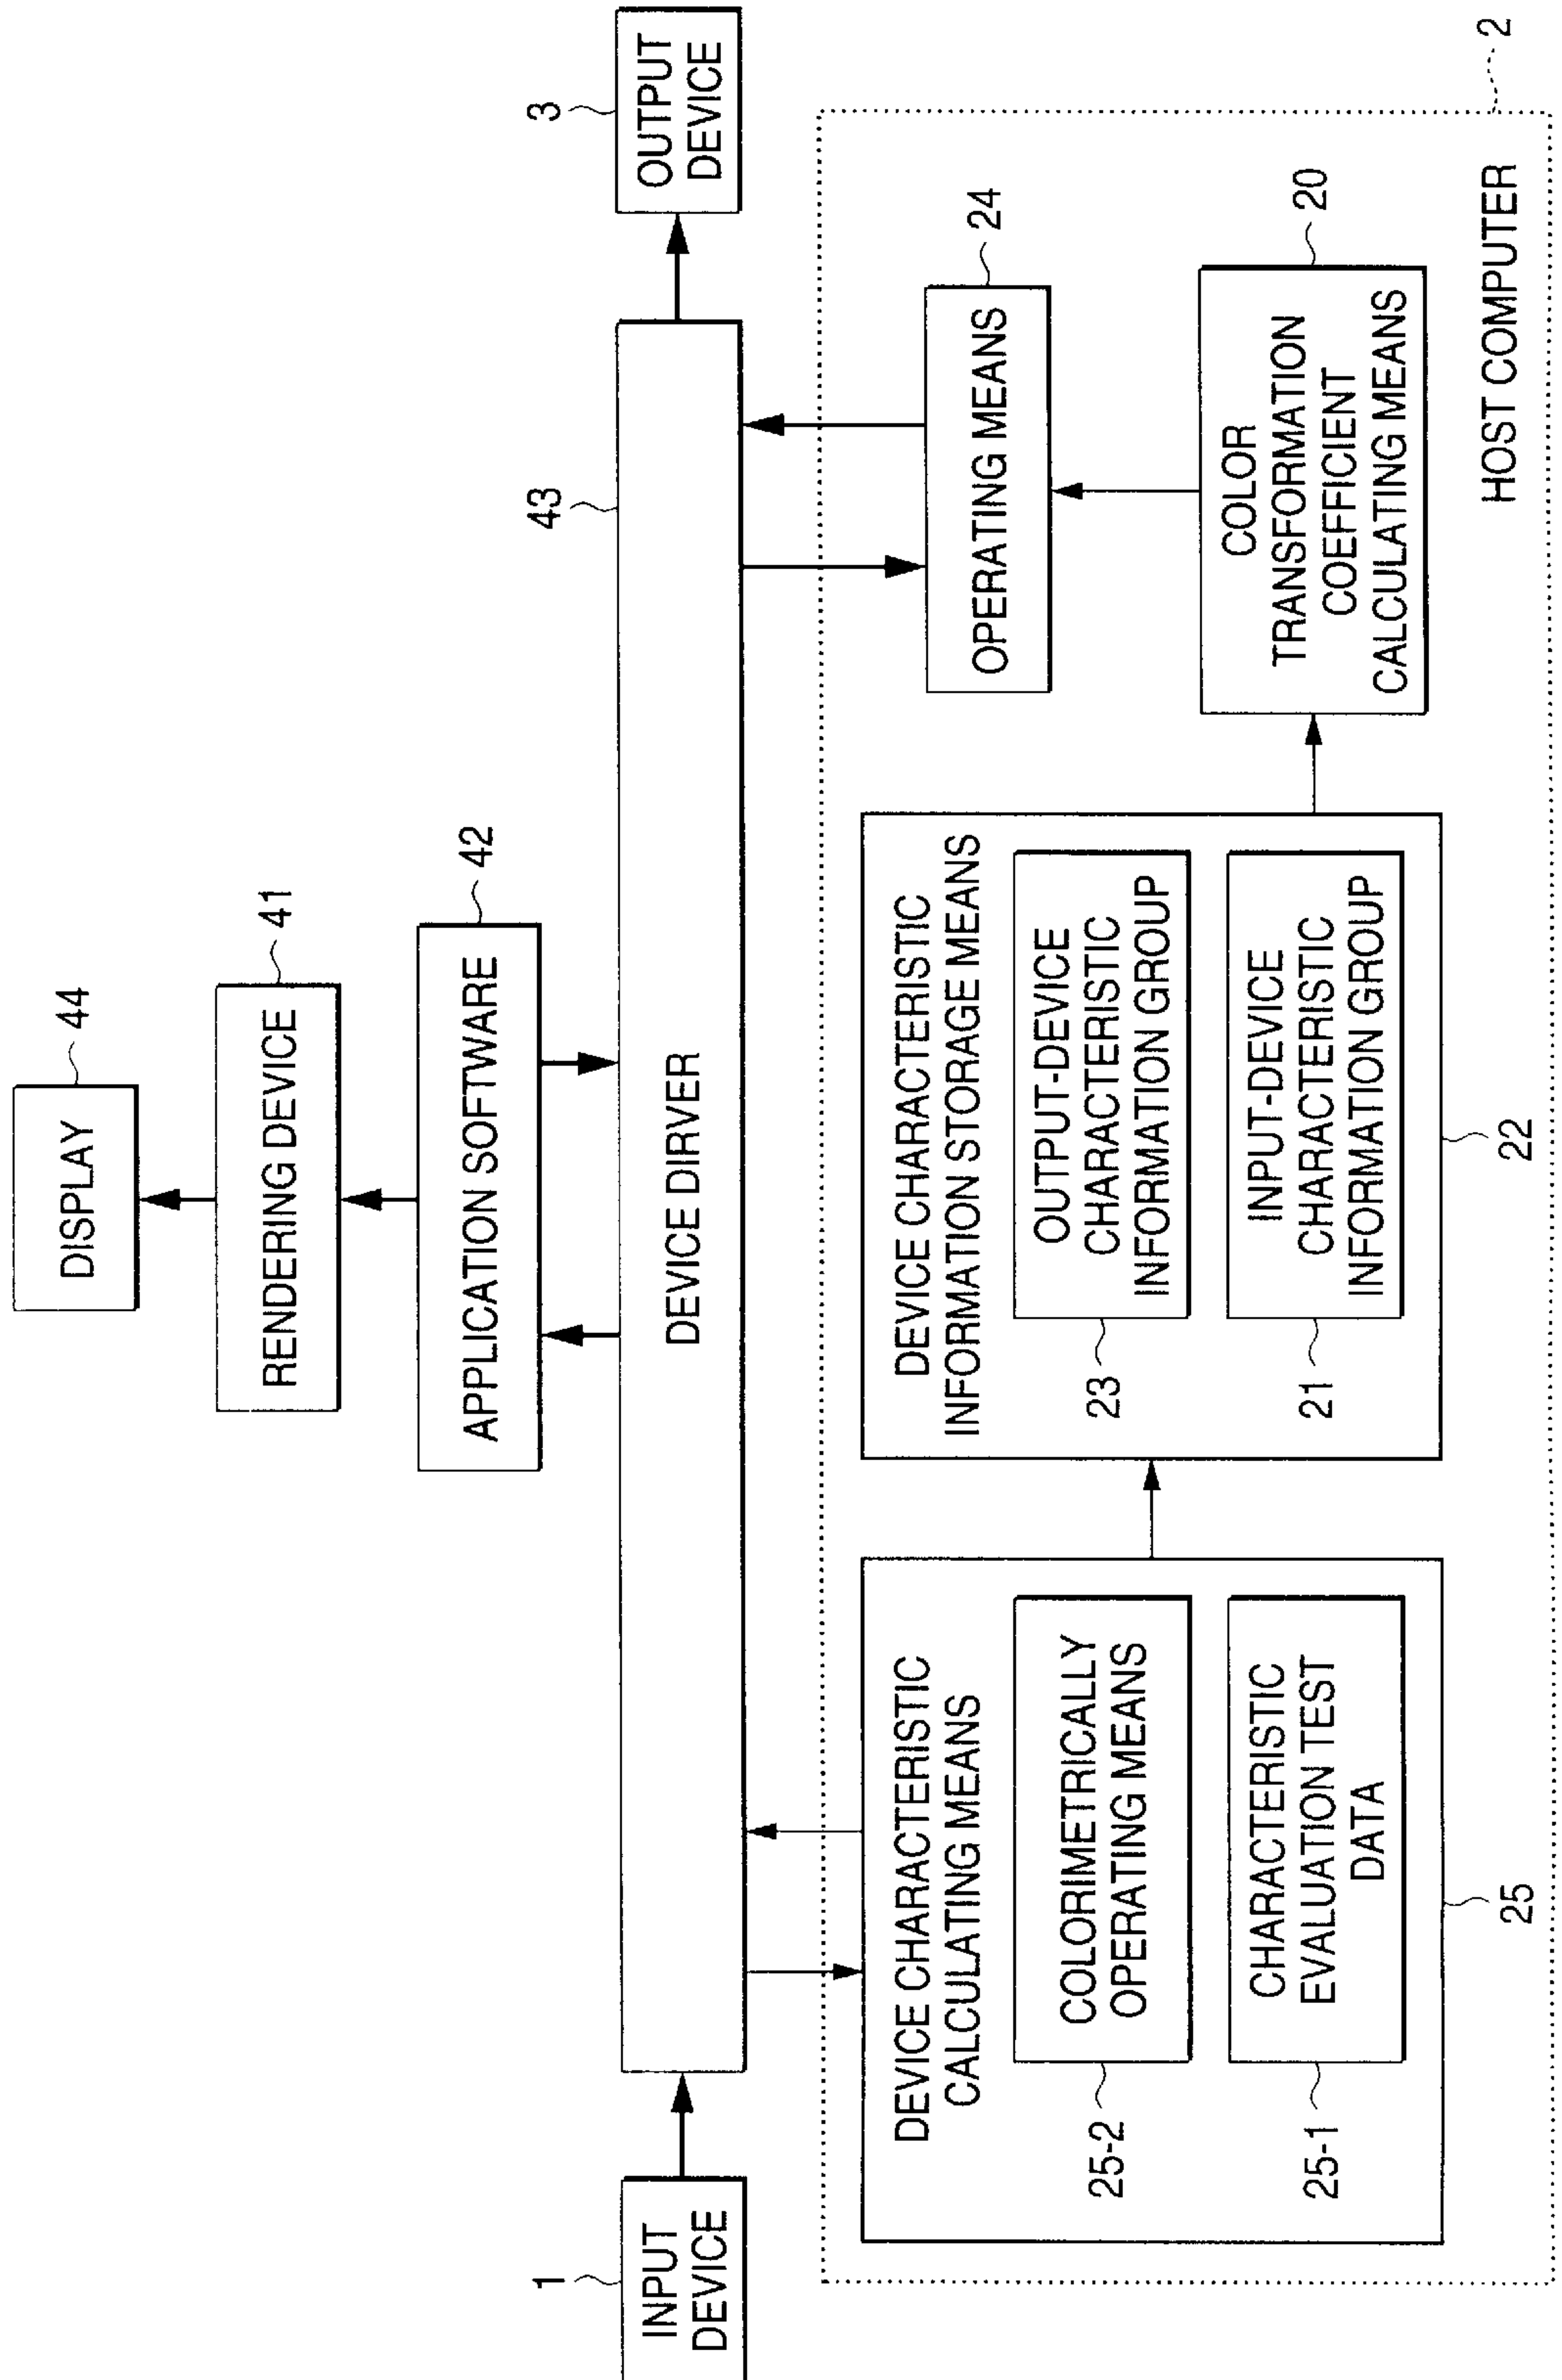 44
DISPLAY
41
RENDERING DEVICE
42
APPLICATION SOFTWARE
1
INPUT
DEVICE
43
DEVICE DIRVER
3
OUTPUT
DEVICE
DEVICE CHARACTERISTIC
CALCULATING MEANS
25-2
COLORIMETRICALLY
OPERATING MEANS
25-1
CHARACTERISTIC
EVALUATION TEST
DATA
25
DEVICE CHARACTERISTIC
INFORMATION STORAGE MEANS
23
OUTPUT-DEVICE
CHARACTERISTIC
INFORMATION GROUP
21
INPUT-DEVICE
CHARACTERISTIC
INFORMATION GROUP
22
24
OPERATING MEANS
20
COLOR
TRANSFORMATION
COEFFICIENT
CALCULATING MEANS
HOST COMPUTER
2